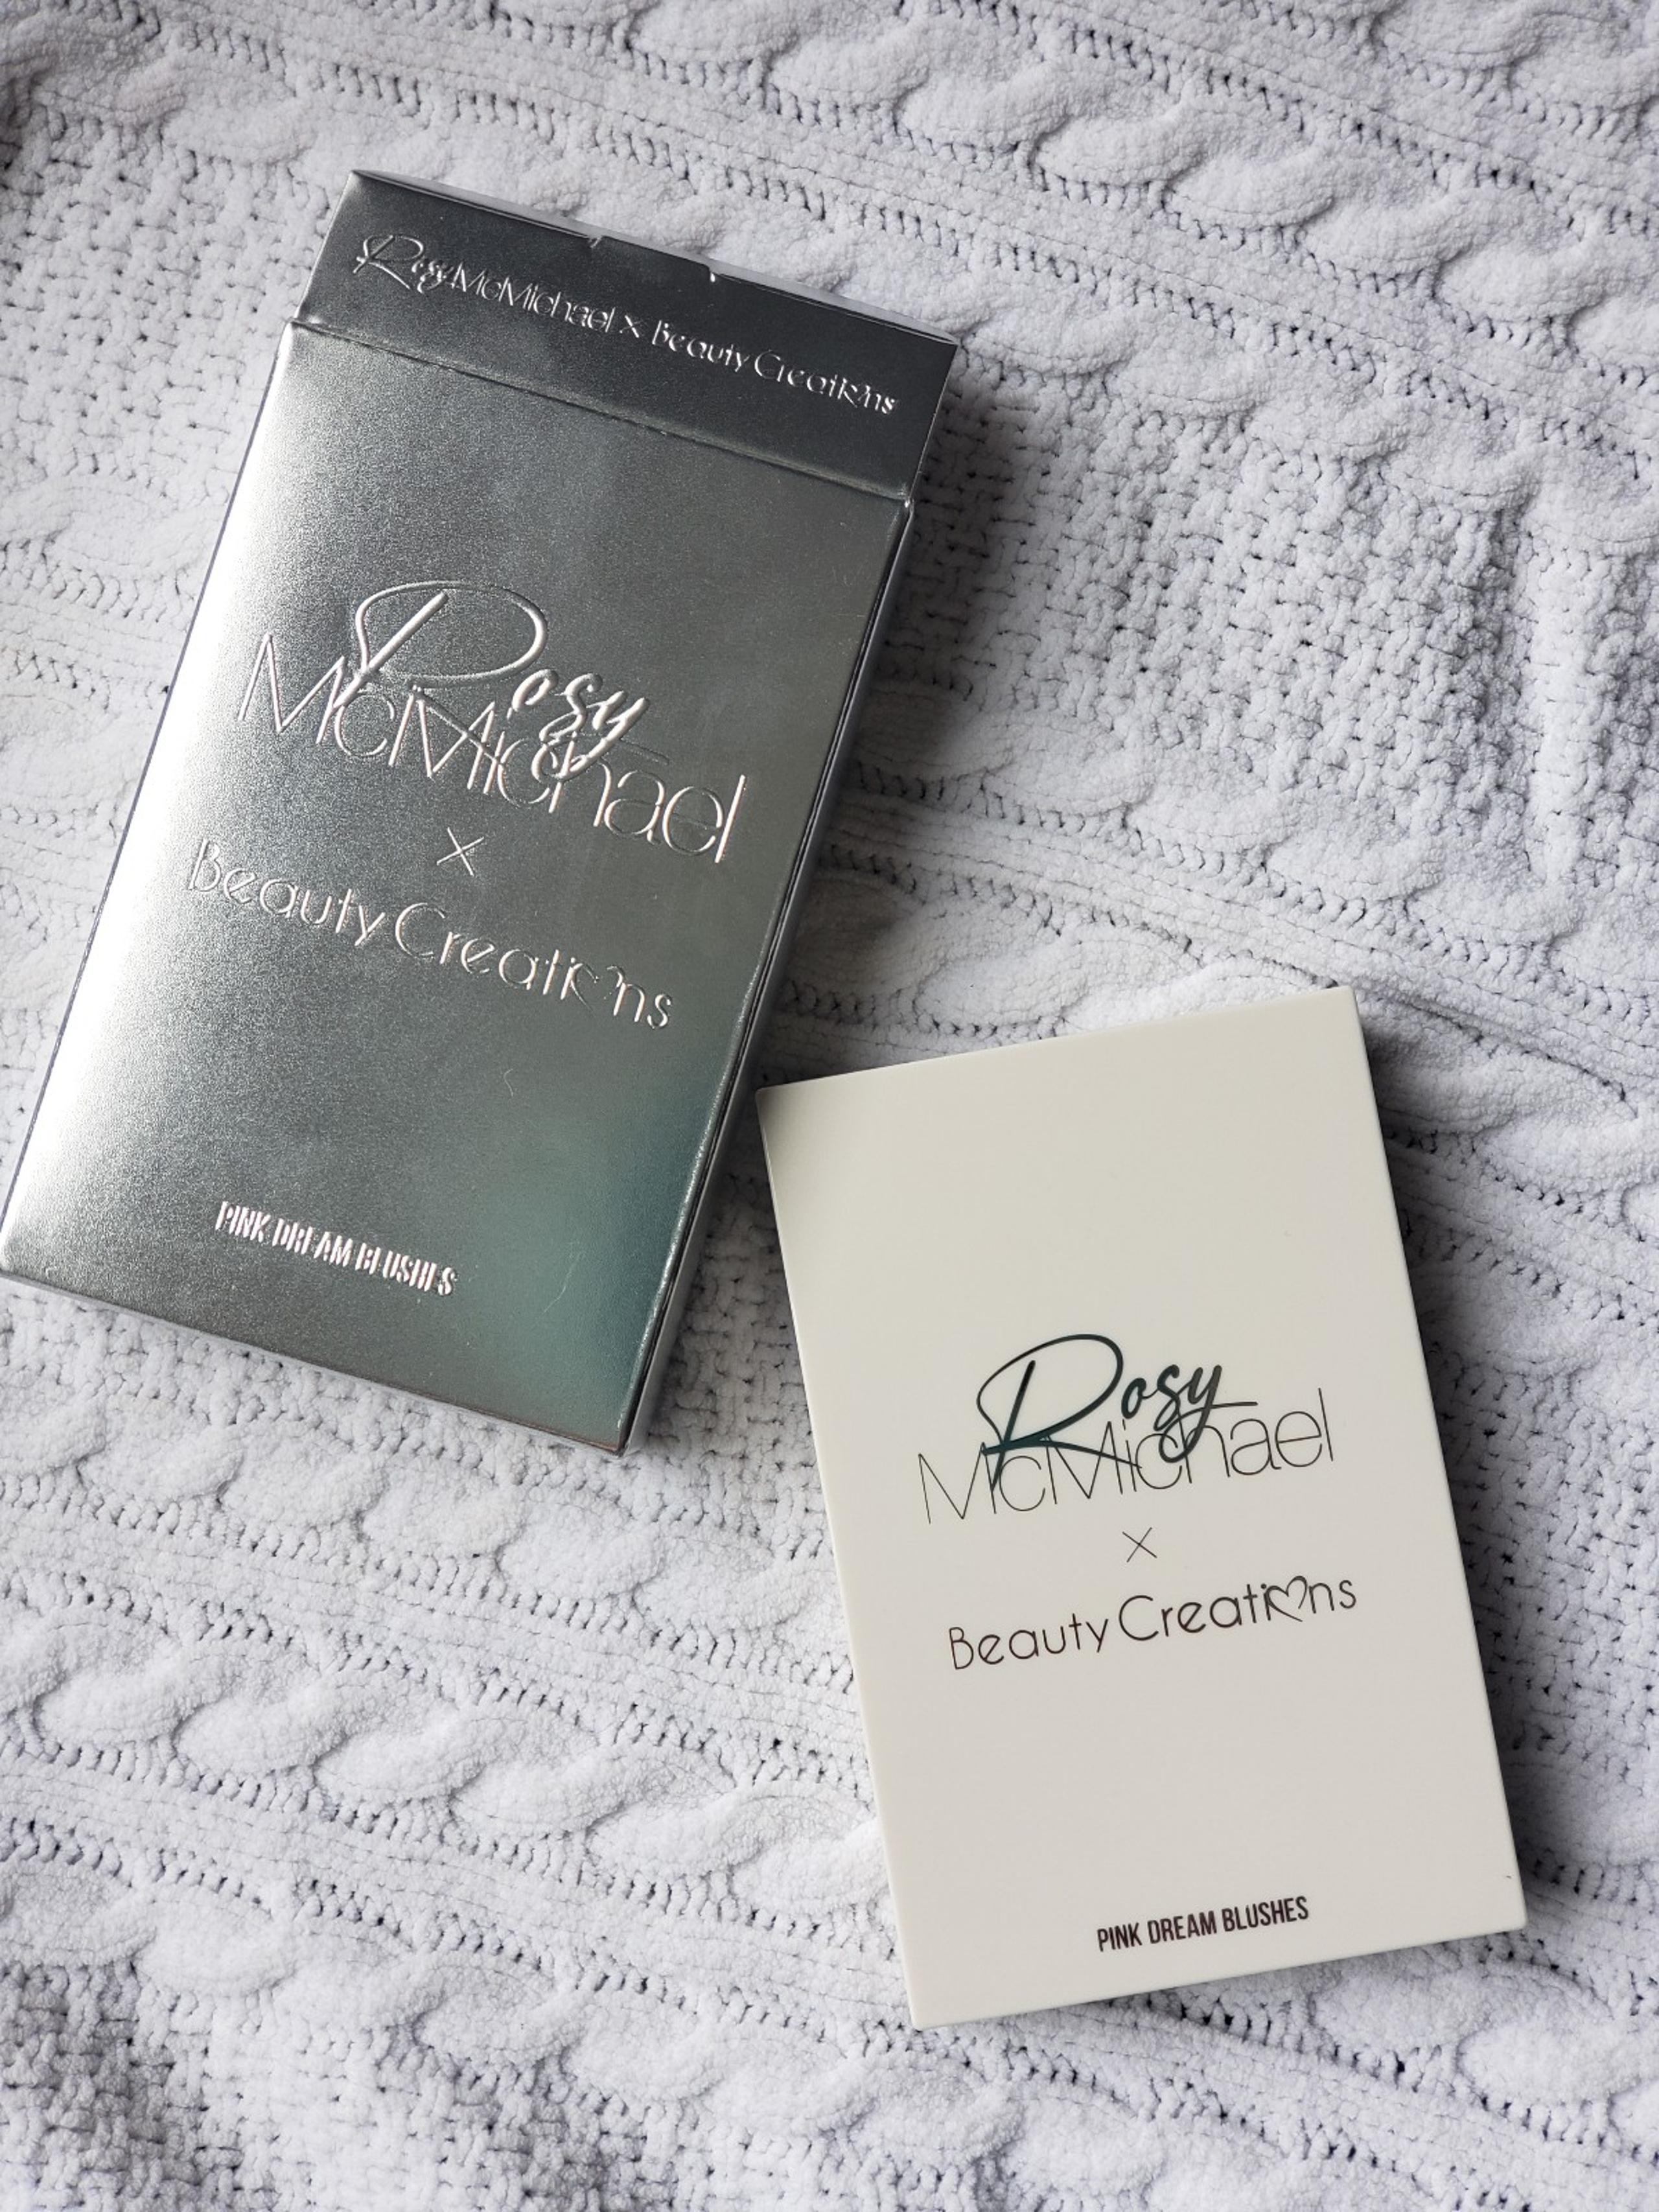 Rosy McMichael × Beauty Creations
Rosy
McMichael
×
Beauty Creations
PINK DREAM BLUSHES
Rosy
McMichael
×
Beauty Creations
PINK DREAM BLUSHES